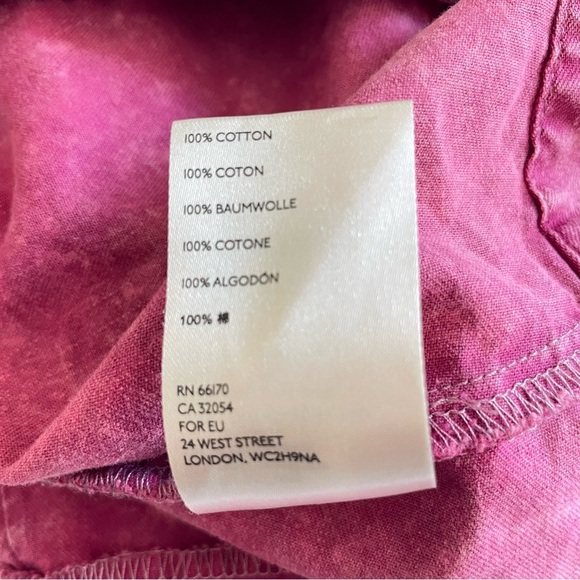 100% COTTON
100% COTON
100% BAUMWOLLE
100% COTONE
100% ALGODÓN
100% 棉
RN 66170
CA 32054
FOR EU
24 WEST STREET
LONDON, WC2H9NA